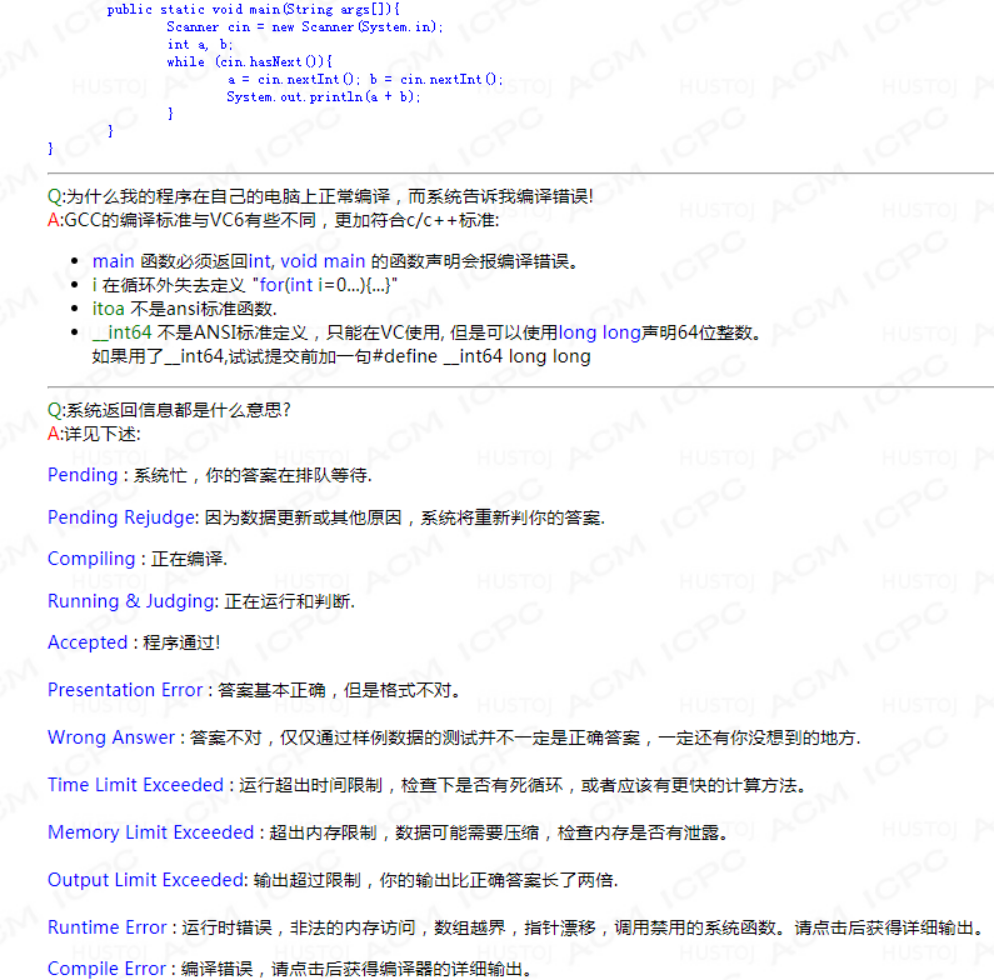 public static void main(String args[]){
Scanner cin = new Scanner(System.in);
int a, b;
while (cin.hasNext()){
a = cin.nextInt(); b = cin.nextInt();
System.out.println(a + b);
}
}
}
Q:为什么我的程序在自己的电脑上正常编译，而系统告诉我编译错误!
A:GCC的编译标准与VC6有些不同，更加符合c/c++标准:
• main 函数必须返回int, void main 的函数声明会报编译错误。
• i 在循环外失去定义 "for(int i=0...){...}"
• itoa 不是ansi标准函数.
• __int64 不是ANSI标准定义，只能在VC使用, 但是可以使用long long声明64位整数。
如果用了__int64,试试提交前加一句#define __int64 long long
Q:系统返回信息都是什么意思?
A:详见下述:
Pending : 系统忙，你的答案在排队等待.
Pending Rejudge: 因为数据更新或其他原因，系统将重新判你的答案.
Compiling : 正在编译.
Running & Judging: 正在运行和判断.
Accepted : 程序通过!
Presentation Error : 答案基本正确，但是格式不对。
Wrong Answer : 答案不对，仅仅通过样例数据的测试并不一定是正确答案，一定还有你没想到的地方.
Time Limit Exceeded : 运行超出时间限制，检查下是否有死循环，或者应该有更快的计算方法。
Memory Limit Exceeded : 超出内存限制，数据可能需要压缩，检查内存是否有泄露。
Output Limit Exceeded: 输出超过限制，你的输出比正确答案长了两倍.
Runtime Error : 运行时错误，非法的内存访问，数组越界，指针漂移，调用禁用的系统函数。请点击后获得详细输出。
Compile Error : 编译错误，请点击后获得编译器的详细输出。
HUSTOJ ACM ICPC